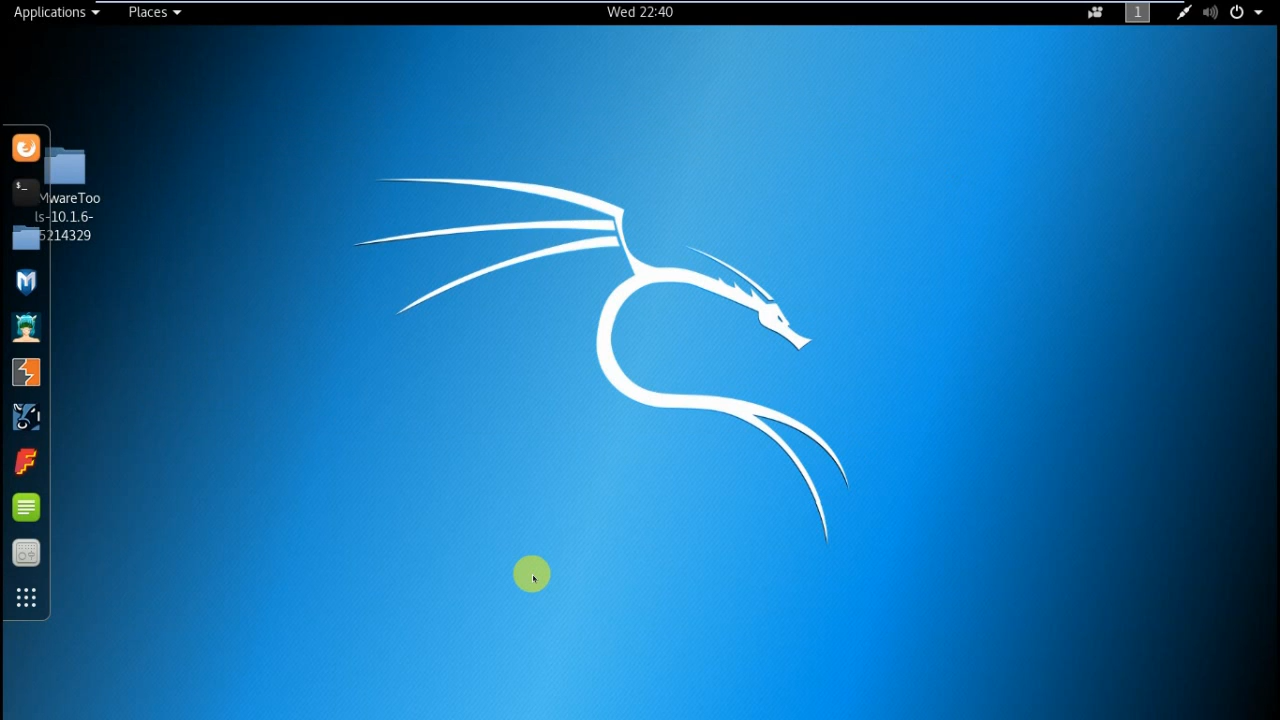 Applications Places Wed 22:40 1
$_
MwareToo
ls-10.1.6-
5214329